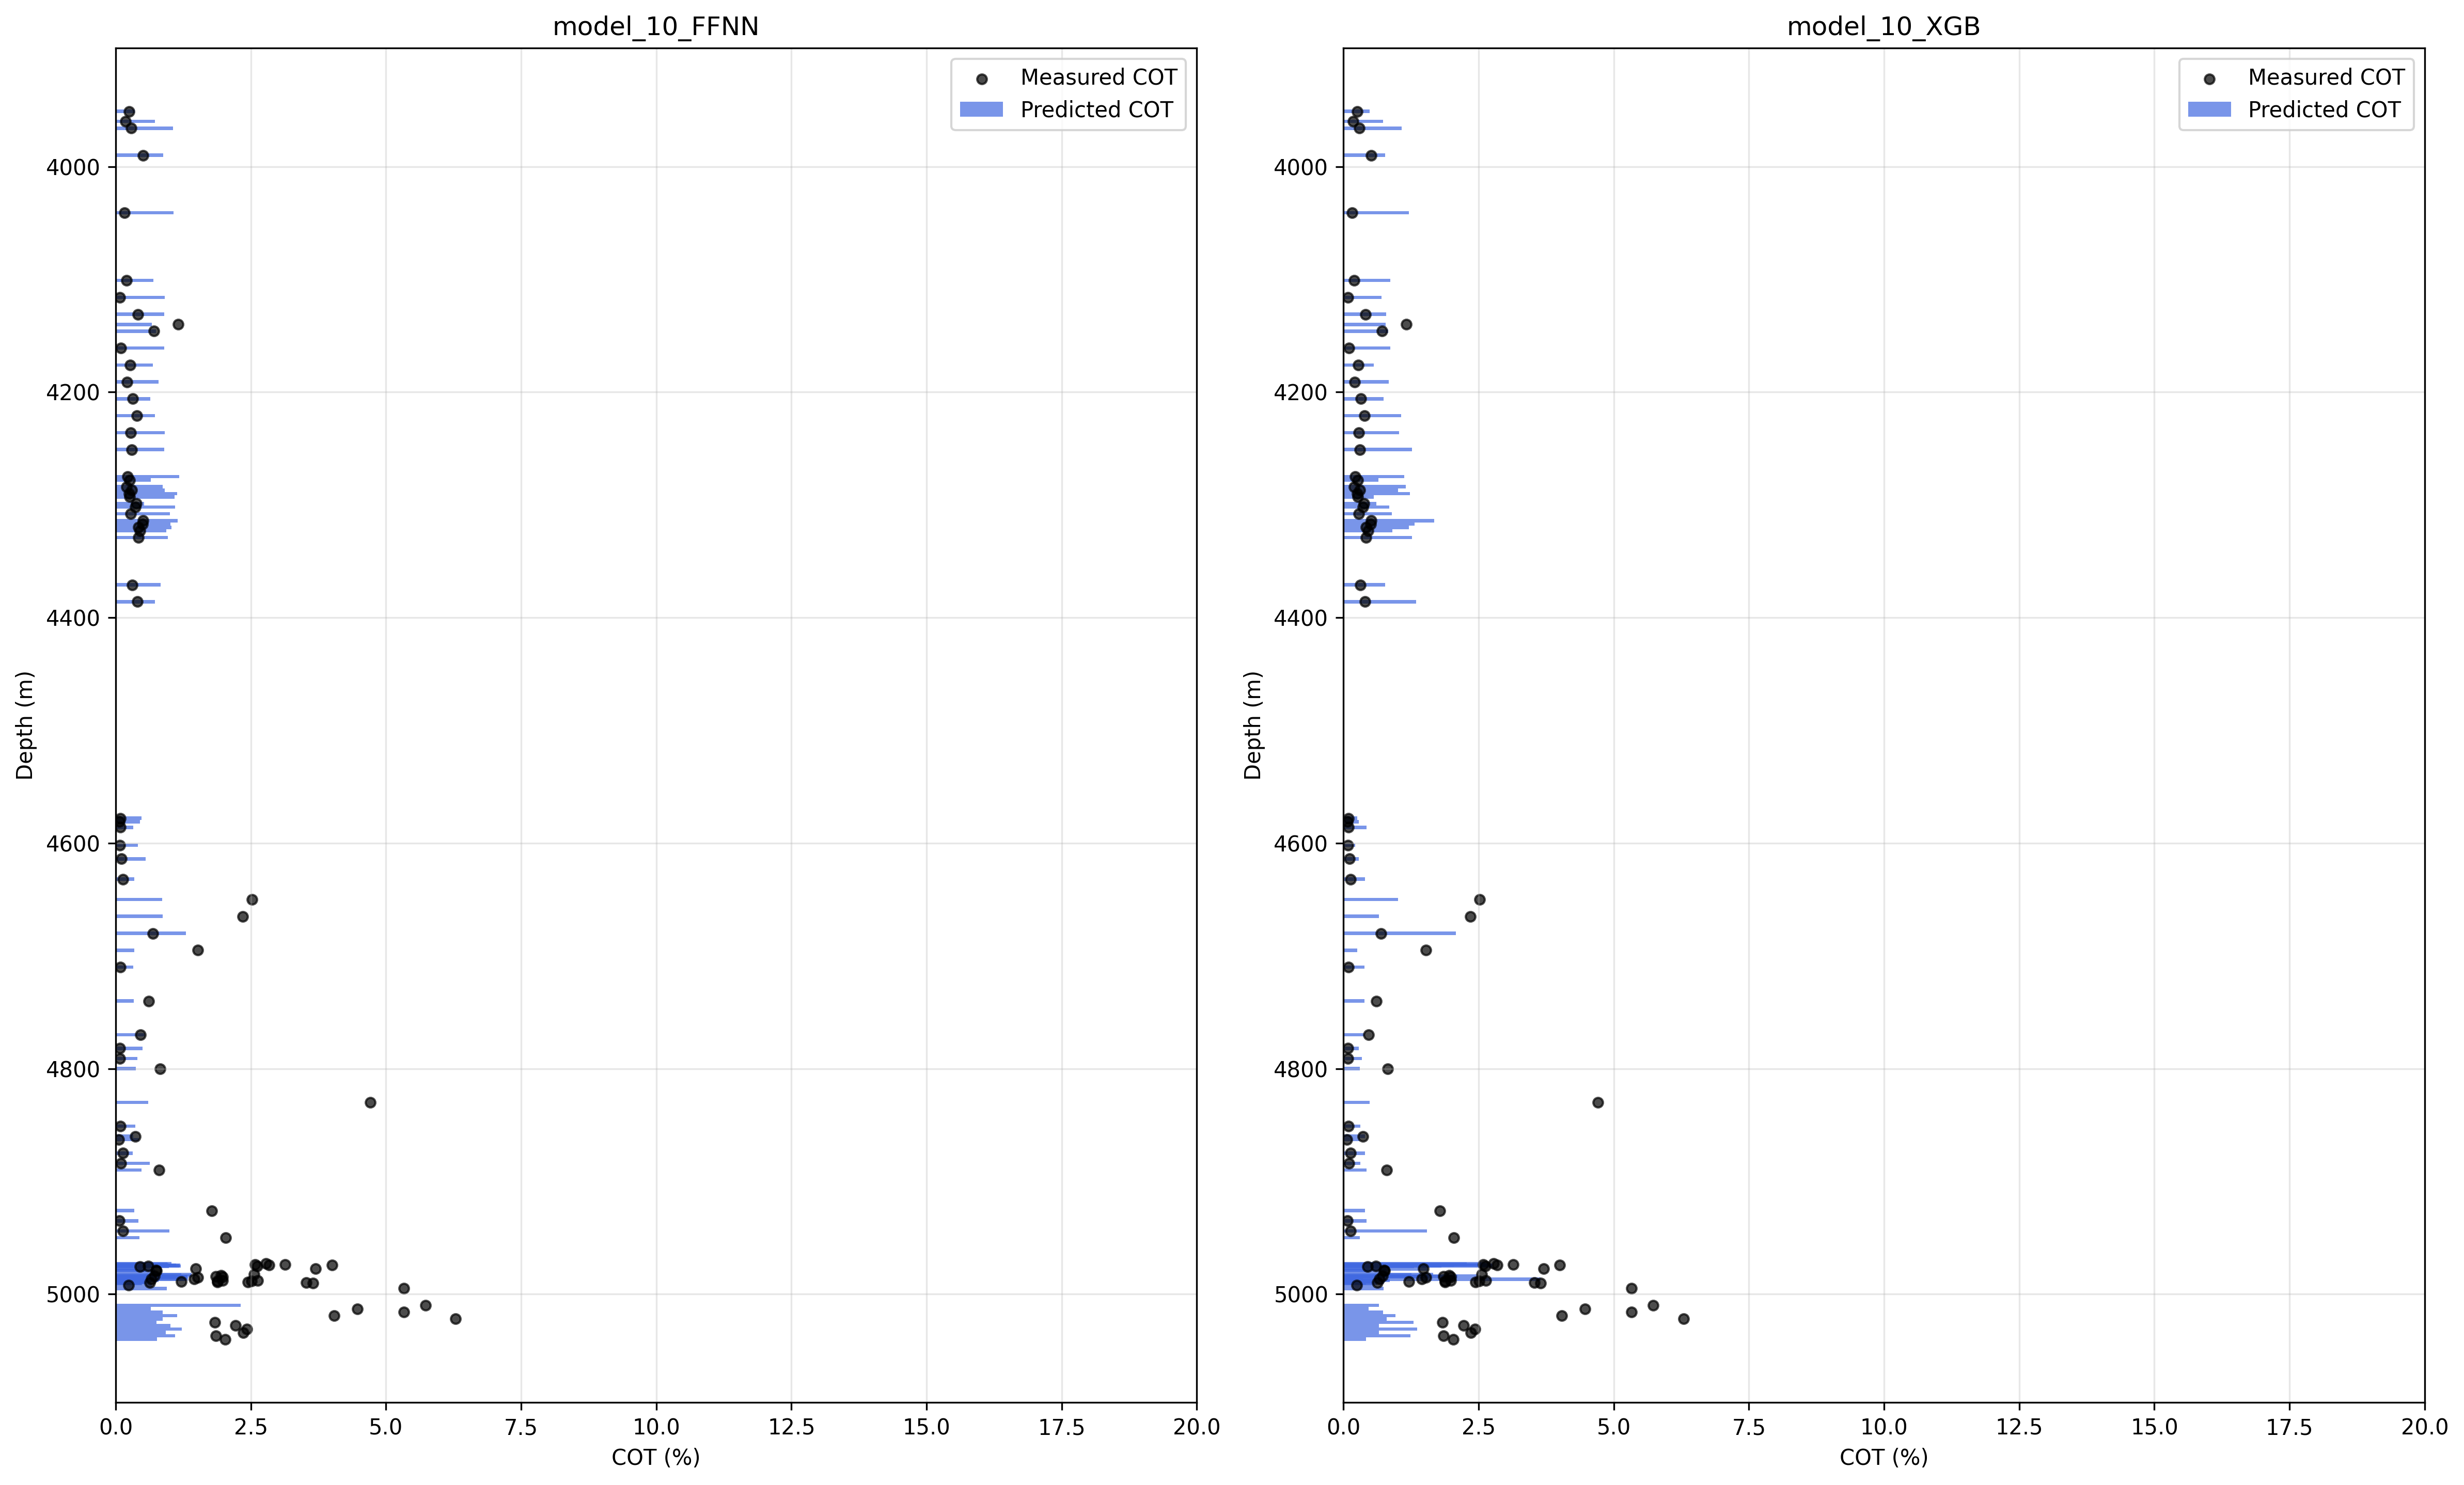 model_10_FFNN
Measured COT
Predicted COT
4000
4200
4400
4600
4800
5000
Depth (m)
0.0 2.5 5.0 7.5 10.0 12.5 15.0 17.5 20.0
COT (%)
model_10_XGB
Measured COT
Predicted COT
4000
4200
4400
4600
4800
5000
Depth (m)
0.0 2.5 5.0 7.5 10.0 12.5 15.0 17.5 20.0
COT (%)